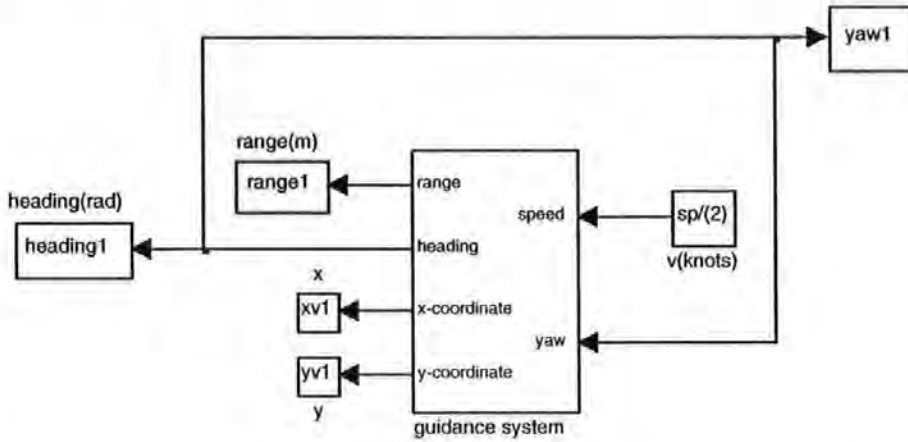 yaw1
range(m)
range1
range
heading(rad)
speed
sp/(2)
heading1
heading
v(knots)
x
xv1
x-coordinate
yaw
yv1
y-coordinate
y
guidance system